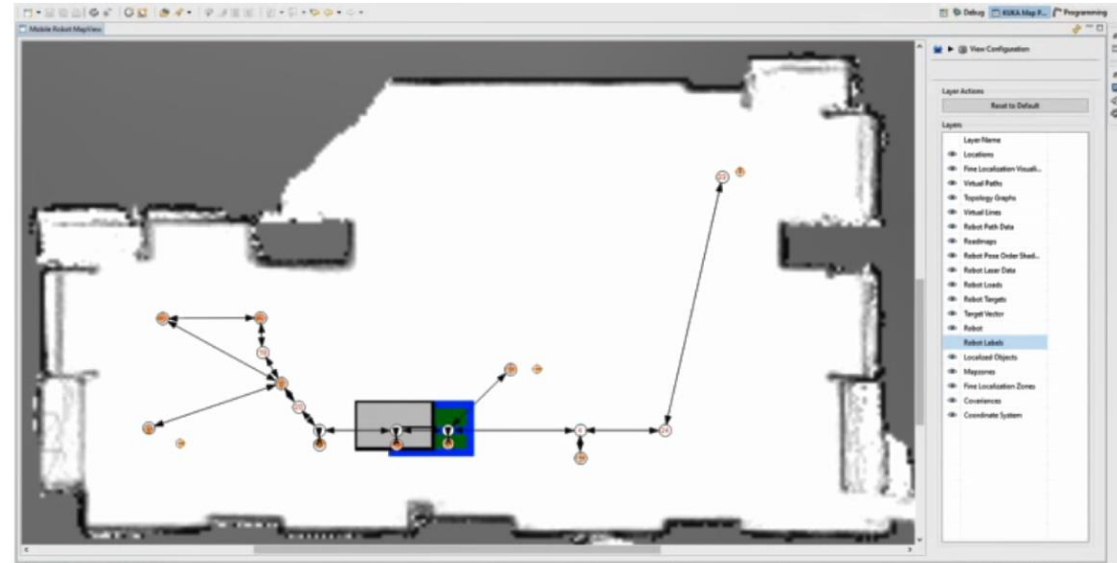 Debug KUKA Map P... Programming
Mobile Robot MapView
View Configuration
Layer Actions
Reset to Default
Layers
Layer Name
Locations
Fine Localization Visuali...
Virtual Paths
Topology Graphs
Virtual Lines
Robot Path Data
Roadmaps
Robot Pose Order Shad...
Robot Laser Data
Robot Loads
Robot Targets
Target Vector
Robot
Robot Labels
Localized Objects
Mapzones
Fine Localization Zones
Covariances
Coordinate System